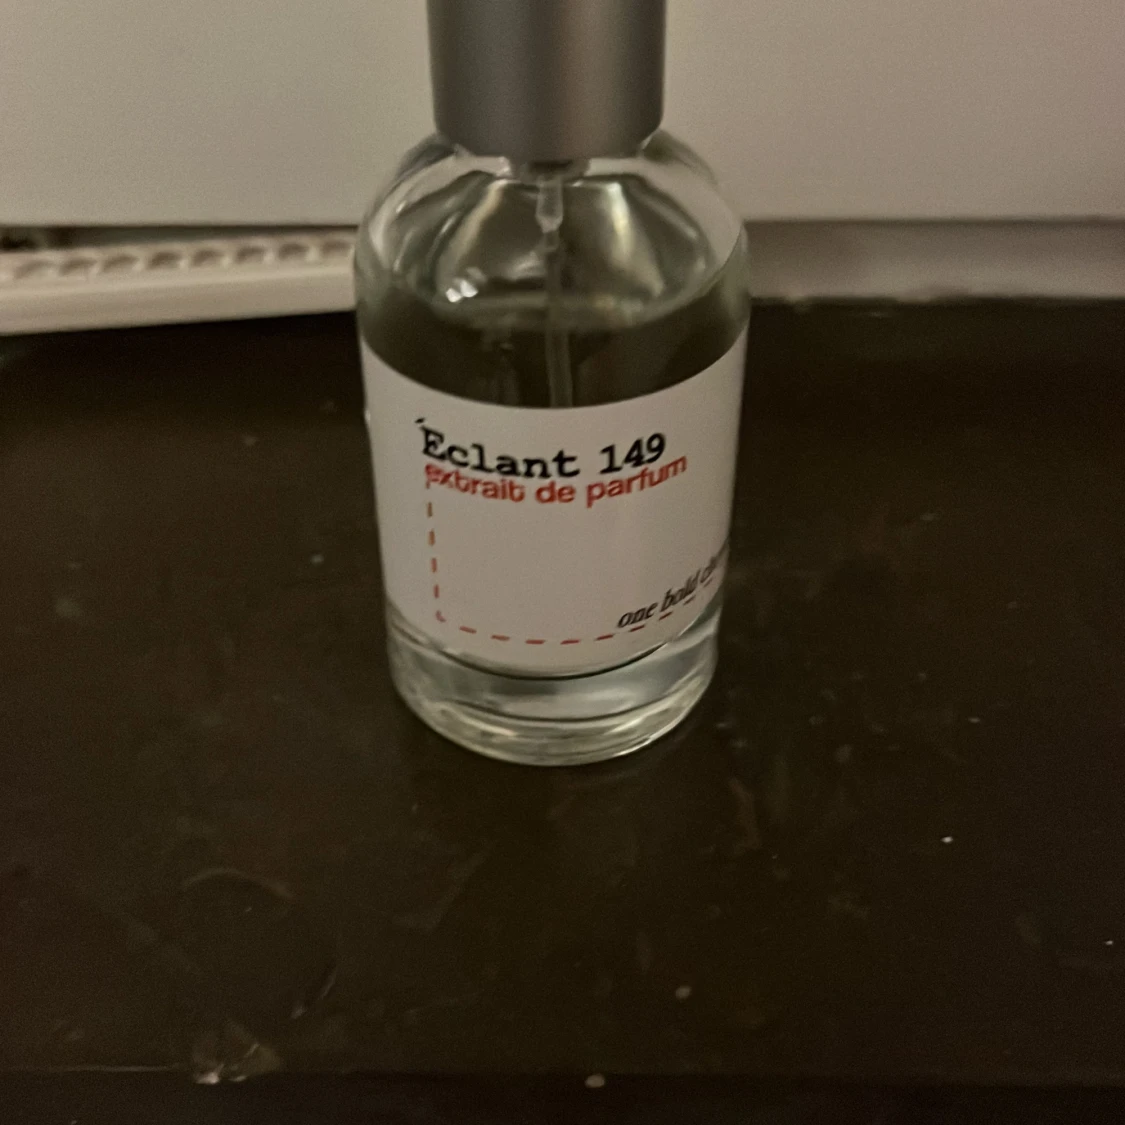 Éclant 149
extrait de parfum
one bold